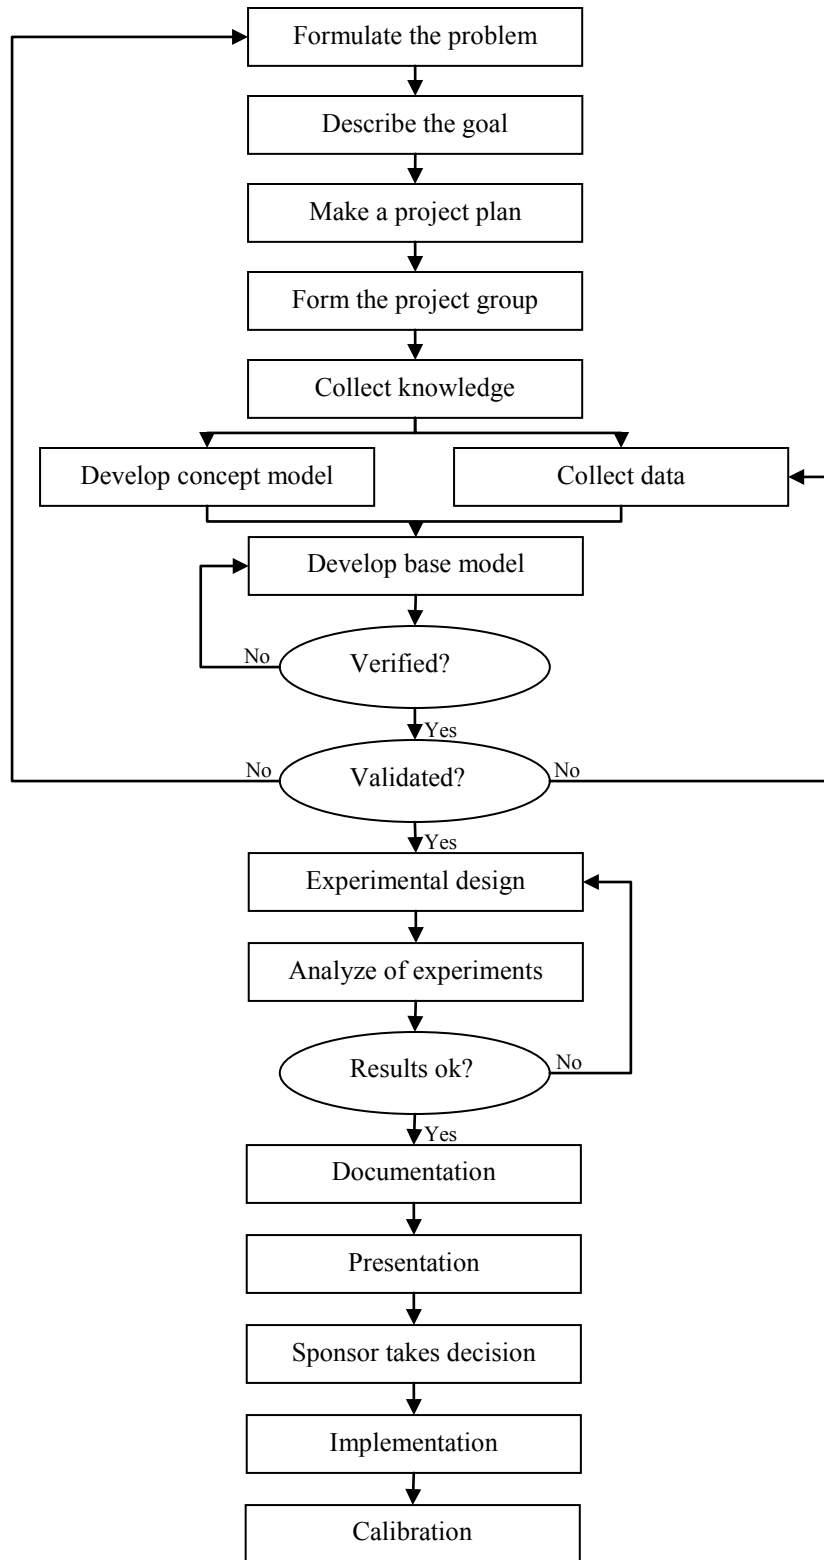 Formulate the problem
Describe the goal
Make a project plan
Form the project group
Collect knowledge
Develop concept model
Collect data
Develop base model
No
Verified?
Yes
No
Validated?
No
Yes
Experimental design
Analyze of experiments
Results ok?
No
Yes
Documentation
Presentation
Sponsor takes decision
Implementation
Calibration